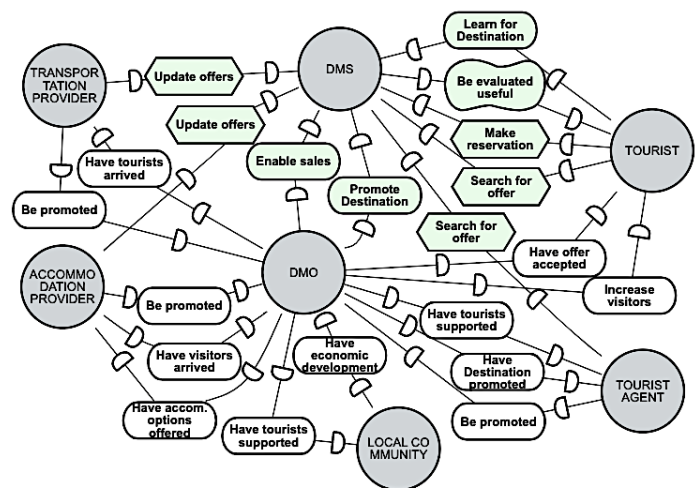 Learn for
Destination
TRANSPOR
TATION
PROVIDER
Update offers
DMS
Be evaluated
useful
Update offers
Make
reservation
TOURIST
Have tourists
arrived
Enable sales
Search for
offer
Promote
Destination
Be promoted
Search for
offer
ACCOMMO
DATION
PROVIDER
DMO
Have offer
accepted
Be promoted
Increase
visitors
Have tourists
supported
Have visitors
arrived
Have
economic
development
Have
Destination
promoted
TOURIST
AGENT
Have accom.
options
offered
Have tourists
supported
Be promoted
LOCAL CO
MMUNITY